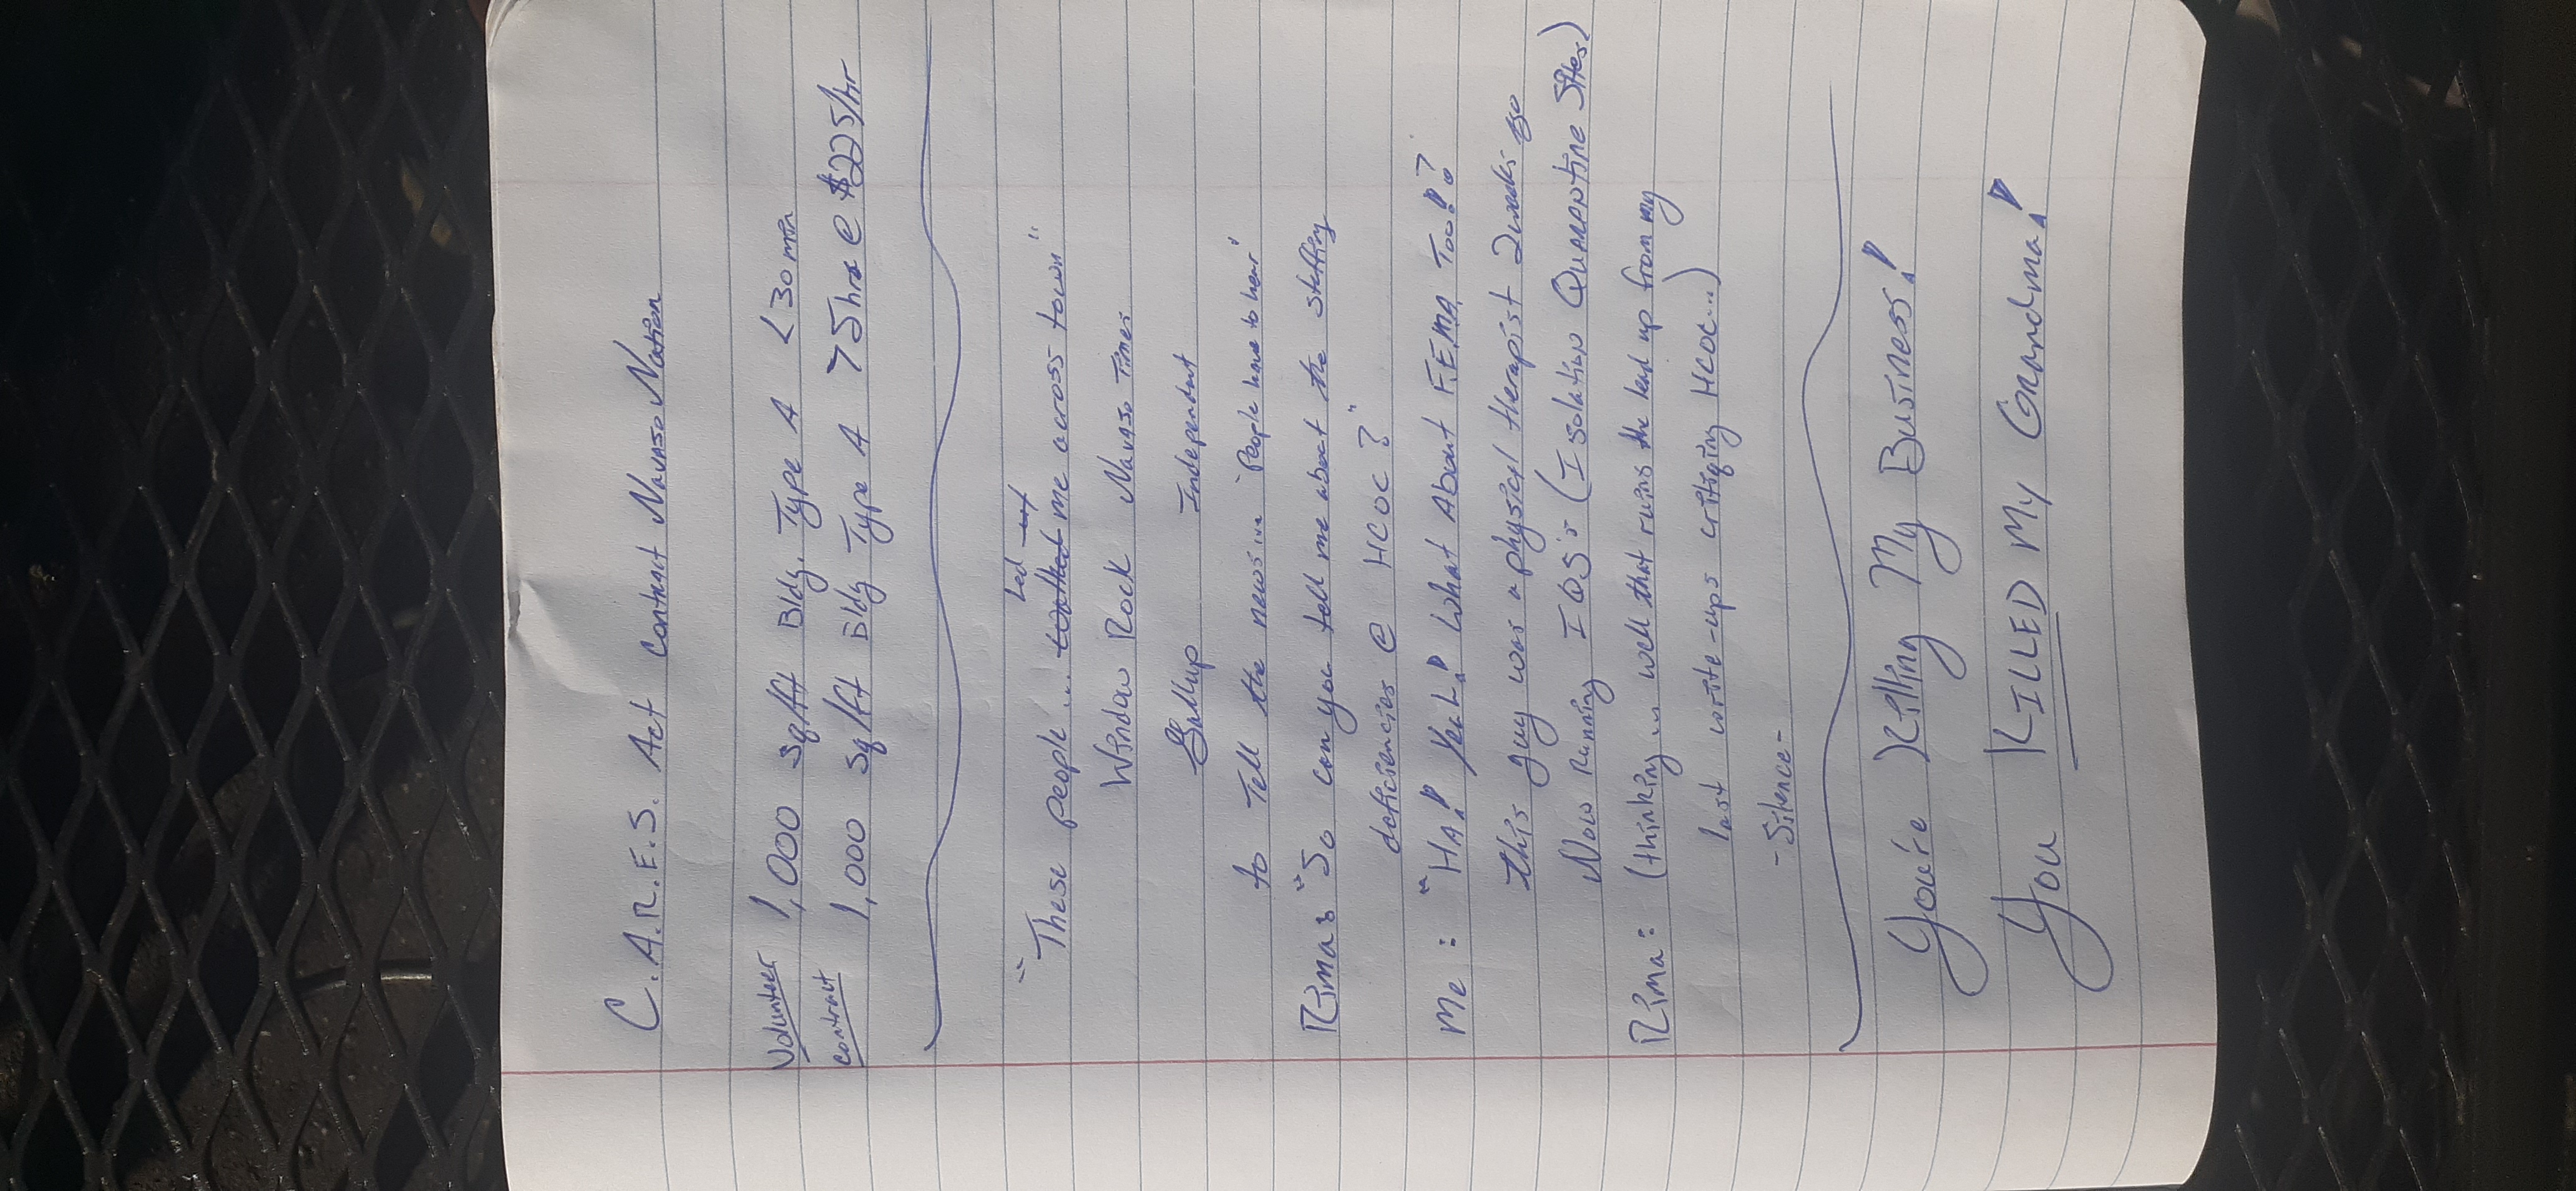 C.A.R.E.S. Act Contract Navajo Nation
Volunteer 1,000 sq/ft Bldg. Type A <30 min
contract 1,000 sq/ft Bldg Type A >5hrs @ $225/hr
Led w/
"These people... walked me across town"
Window Rock Navajo Times
Gallup Independent
to Tell the news... "People have to hear"
Rima: "So can you tell me about the staffing
deficiencies @ HCOC?"
Me: "HA! Yeah! What About F.E.M.A. Too!?
this guy was a physical therapist 2 weeks ago
Now Running IQS's (Isolation Quarantine Sites)
Rima: (thinking... well that ruins the lead up from my
last write-ups critiqing HCOC...)
-Silence-
You're Killing My Business!
You KILLED My Grandma!